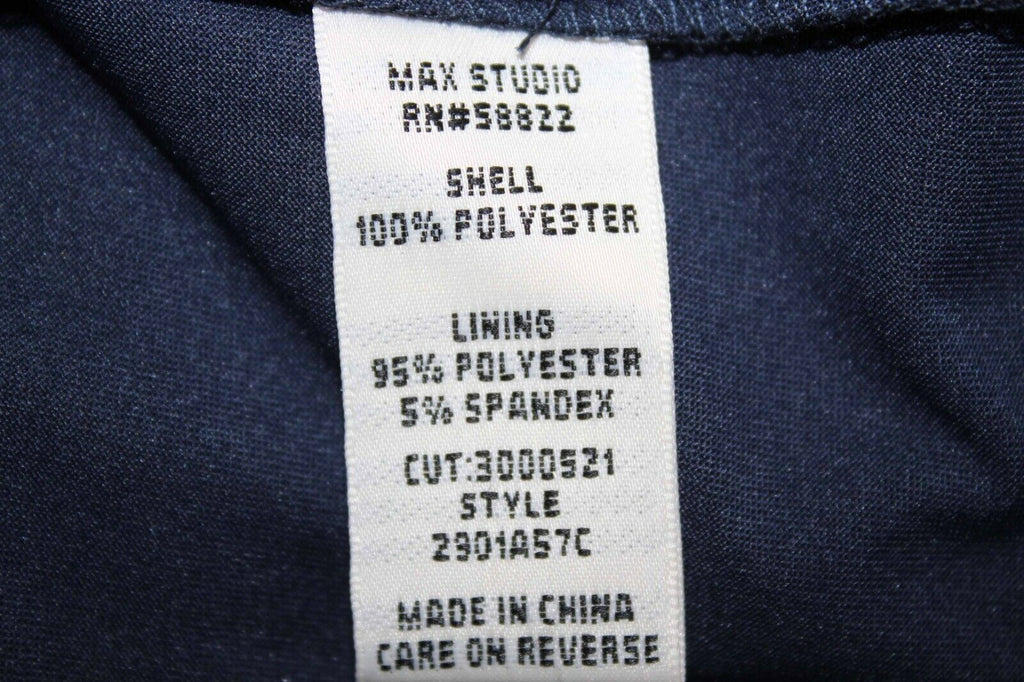 MAX STUDIO
RN#58822
SHELL
100% POLYESTER
LINING
95% POLYESTER
5% SPANDEX
CUT:3000521
STYLE
2301A57C
MADE IN CHINA
CARE ON REVERSE